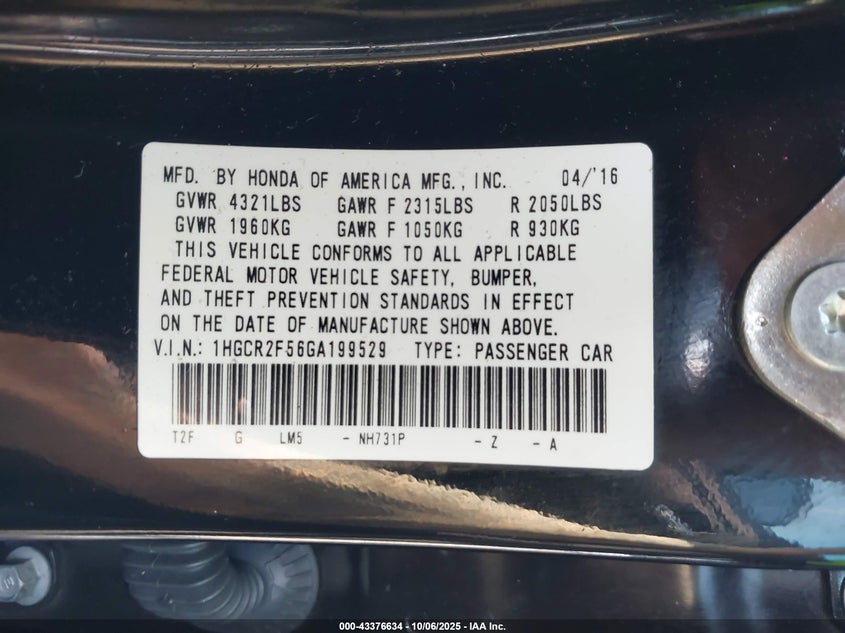 MFD. BY HONDA OF AMERICA MFG., INC. 04/'16
GVWR 4321LBS GAWR F 2315LBS R 2050LBS
GVWR 1960KG GAWR F 1050KG R 930KG
THIS VEHICLE CONFORMS TO ALL APPLICABLE
FEDERAL MOTOR VEHICLE SAFETY, BUMPER,
AND THEFT PREVENTION STANDARDS IN EFFECT
ON THE DATE OF MANUFACTURE SHOWN ABOVE.
V.I.N.: 1HGCR2F56GA199529 TYPE: PASSENGER CAR
T2F G LM5 - NH731P - Z - A
000-43376634 | 10/06/2025 - IAA Inc.